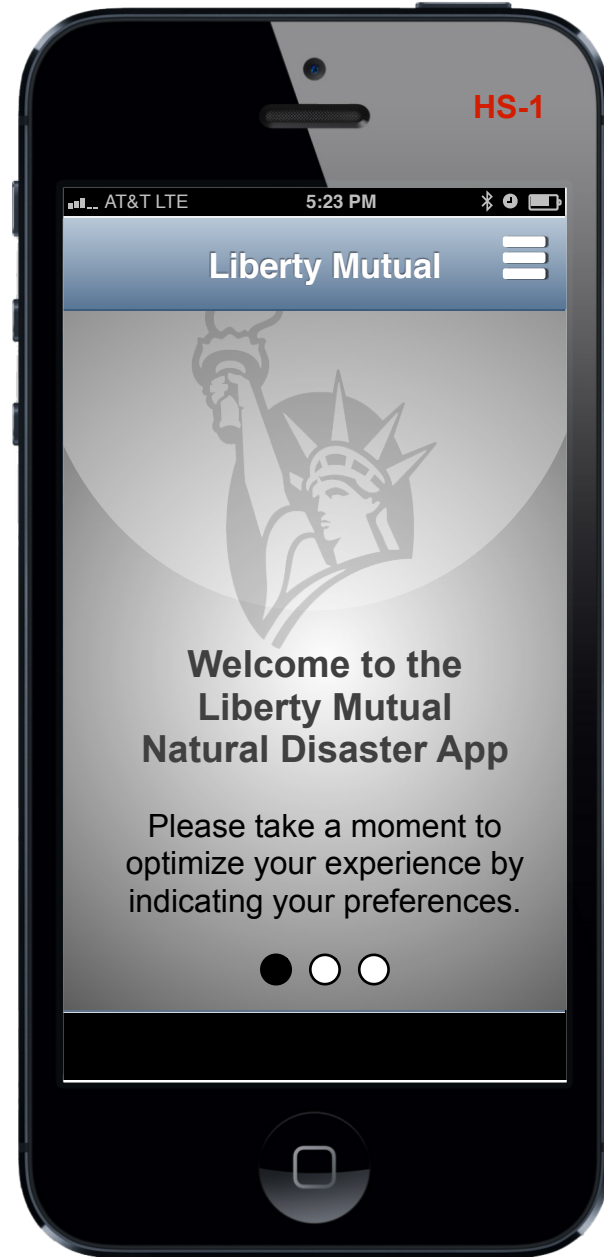 HS-1
AT&T LTE 5:23 PM
Liberty Mutual
Welcome to the
Liberty Mutual
Natural Disaster App
Please take a moment to
optimize your experience by
indicating your preferences.